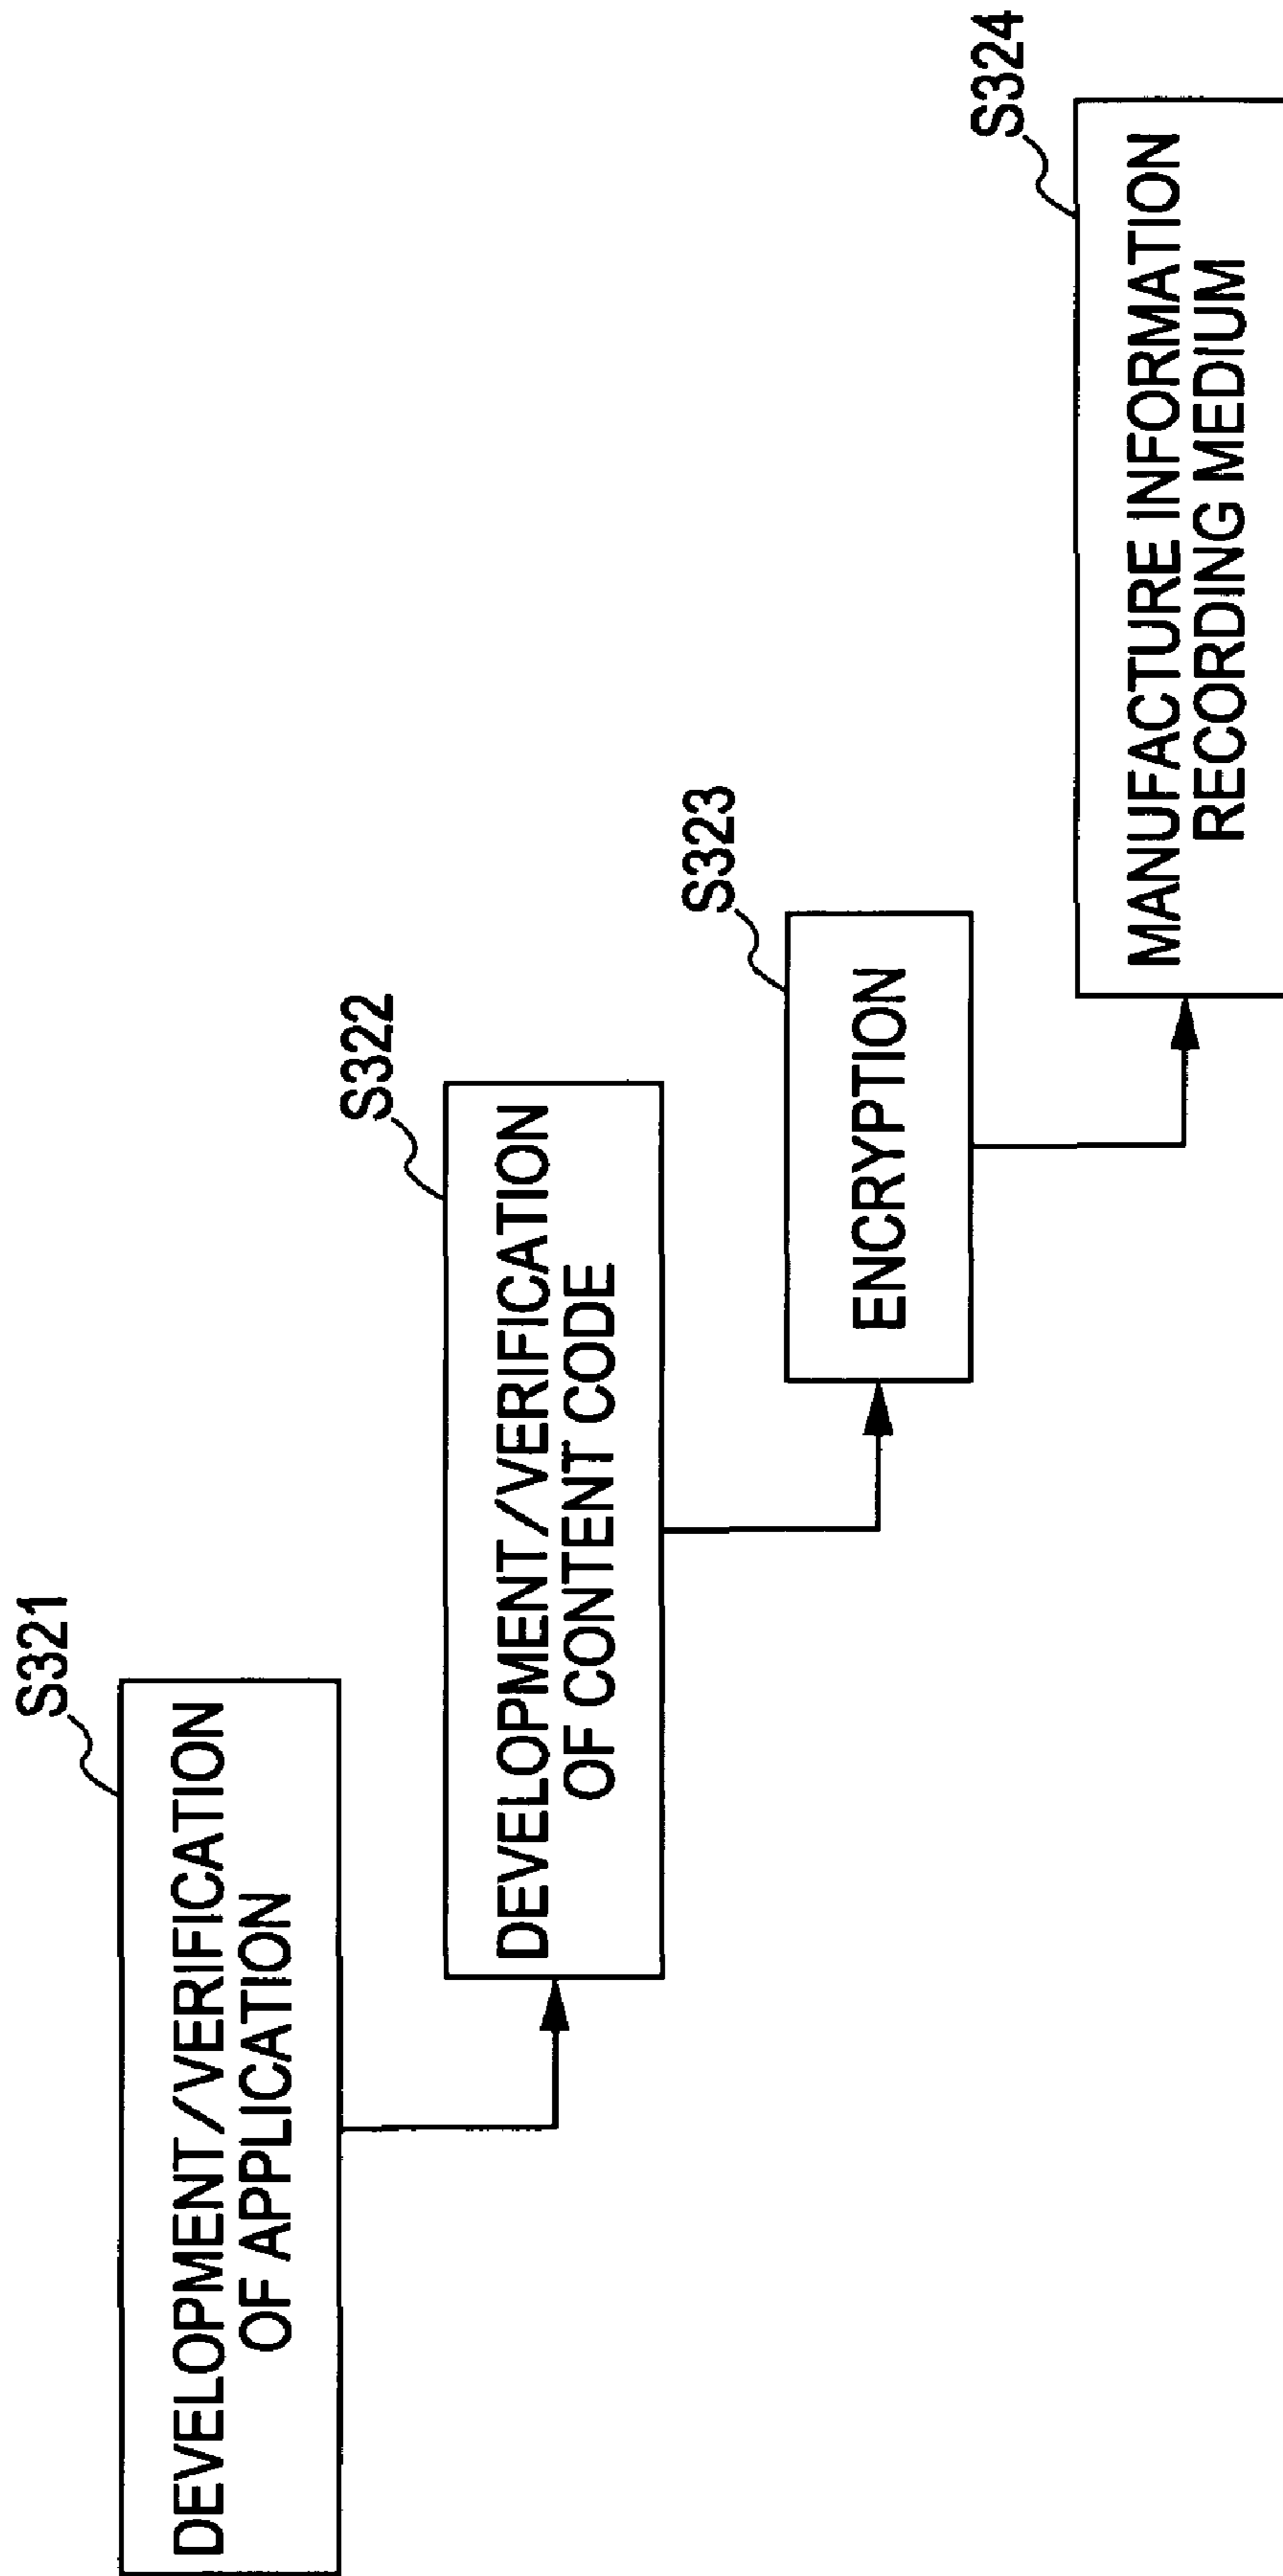 S321
DEVELOPMENT/VERIFICATION
OF APPLICATION
S322
DEVELOPMENT/VERIFICATION
OF CONTENT CODE
S323
ENCRYPTION
S324
MANUFACTURE INFORMATION
RECORDING MEDIUM